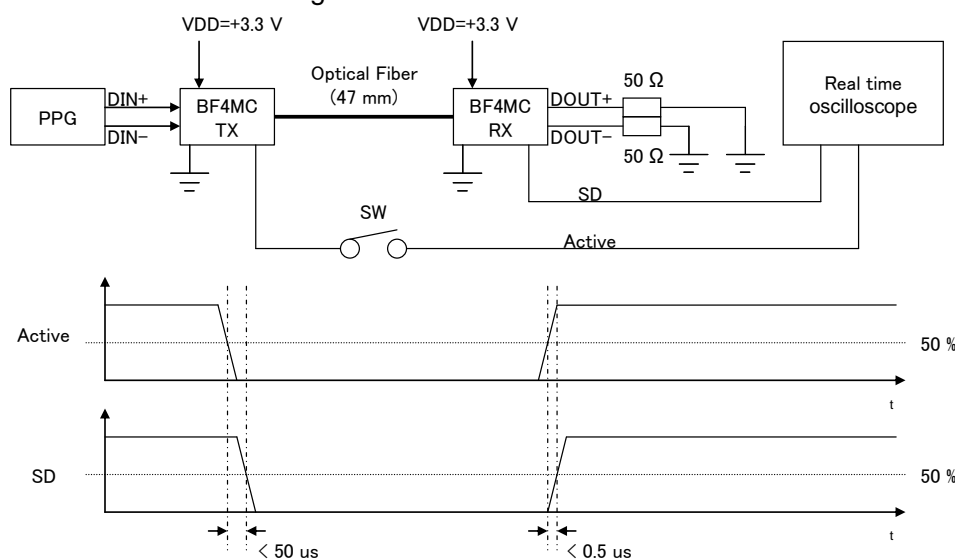 VDD=+3.3 V
VDD=+3.3 V
PPG
DIN+
DIN-
BF4MC
TX
Optical Fiber
(47 mm)
BF4MC
RX
DOUT+
DOUT-
50 Ω
50 Ω
Real time
oscilloscope
SD
SW
Active
Active
50 %
t
SD
50 %
t
< 50 us
< 0.5 us